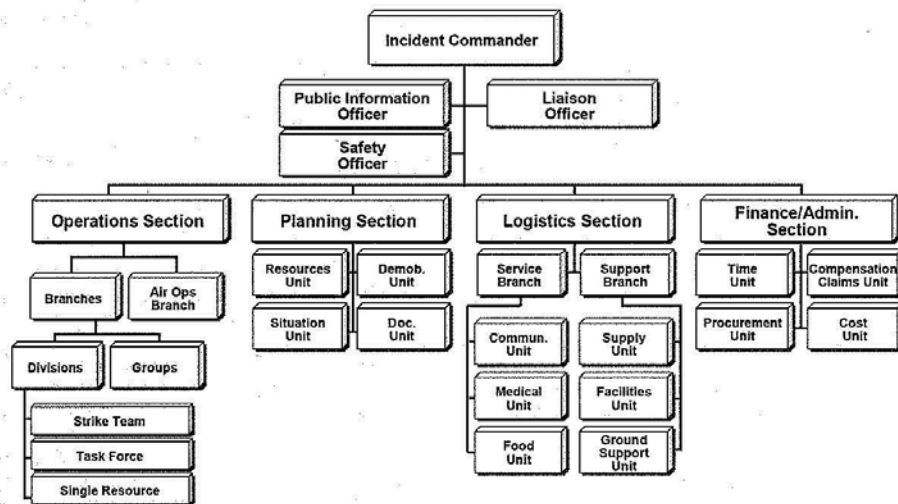 Incident Commander
Public Information
Officer
Liaison
Officer
Safety
Officer
Operations Section
Planning Section
Logistics Section
Finance/Admin.
Section
Branches
Air Ops
Branch
Resources
Unit
Demob.
Unit
Service
Branch
Support
Branch
Time
Unit
Compensation
Claims Unit
Situation
Unit
Doc.
Unit
Procurement
Unit
Cost
Unit
Divisions
Groups
Commun.
Unit
Supply
Unit
Medical
Unit
Facilities
Unit
Food
Unit
Ground
Support
Unit
Strike Team
Task Force
Single Resource